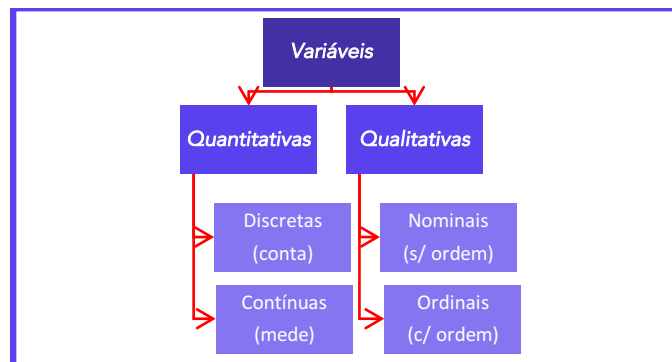 Variáveis
Quantitativas
Qualitativas
Discretas
(conta)
Nominais
(s/ ordem)
Contínuas
(mede)
Ordinais
(c/ ordem)